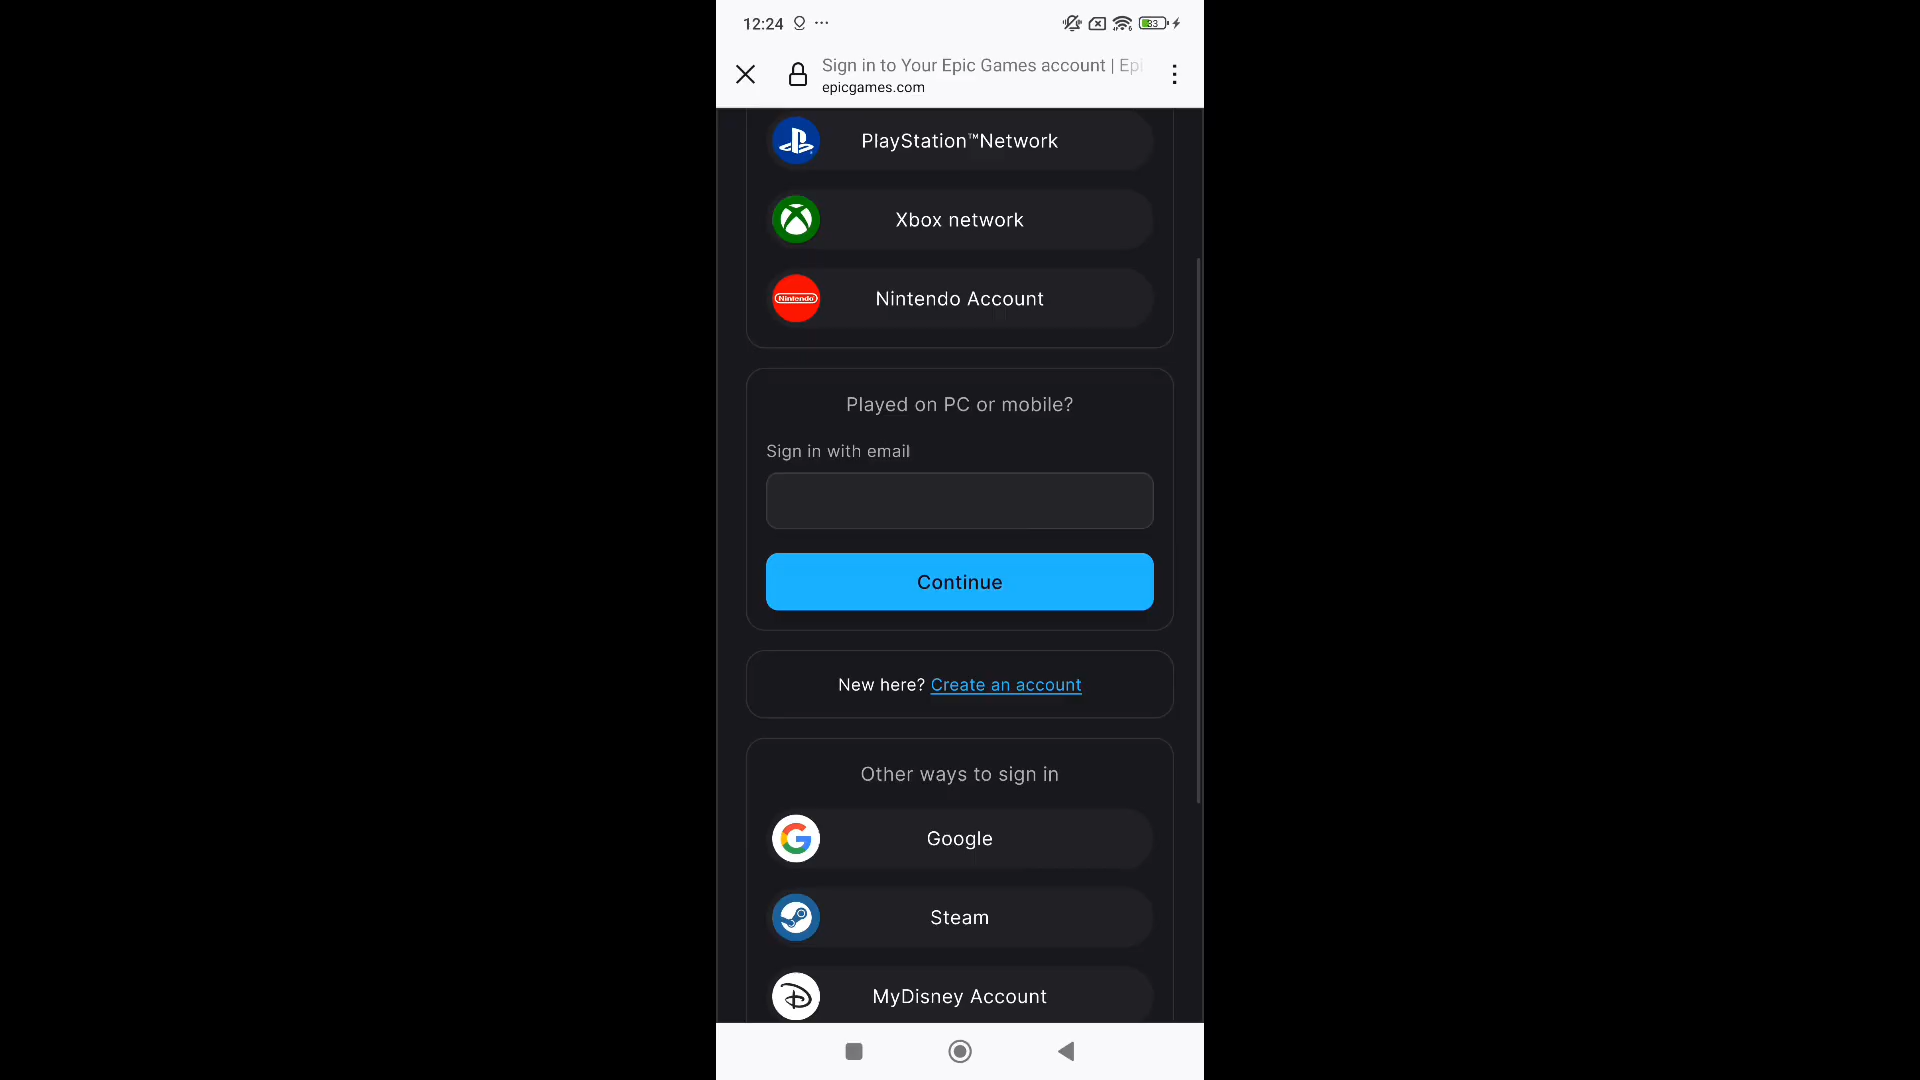 12:24
33
Sign in to Your Epic Games account | Epi
epicgames.com
PlayStation™Network
Xbox network
Nintendo
Nintendo Account
Played on PC or mobile?
Sign in with email
Continue
New here? Create an account
Other ways to sign in
Google
Steam
MyDisney Account